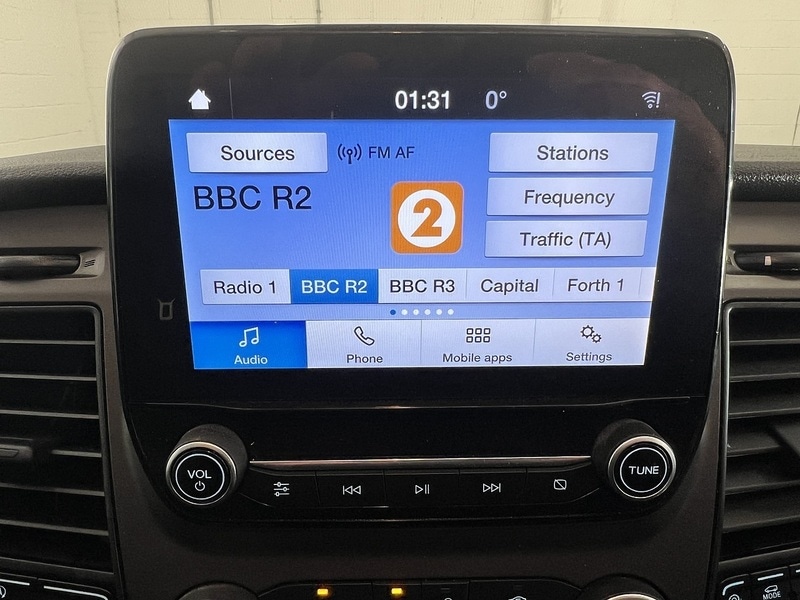 01:31 0°
Sources FM AF Stations
BBC R2 2 Frequency
Traffic (TA)
Radio 1 BBC R2 BBC R3 Capital Forth 1
Audio Phone Mobile apps Settings
VOL TUNE
MODE